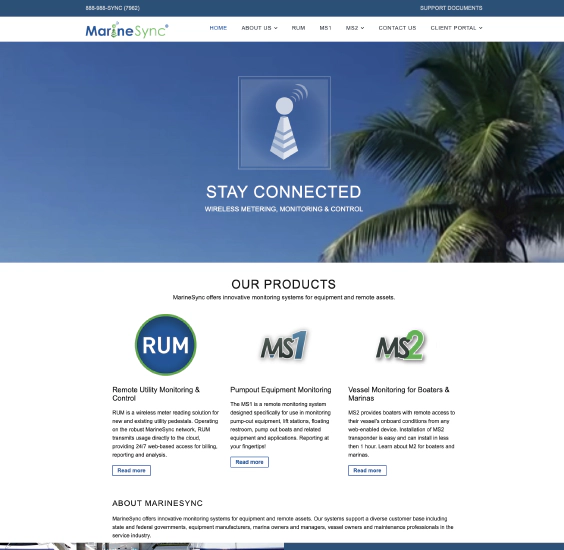 888-988-SYNC (7962) SUPPORT DOCUMENTS
MarineSync HOME ABOUT US RUM MS1 MS2 CONTACT US CLIENT PORTAL
STAY CONNECTED
WIRELESS METERING, MONITORING & CONTROL
OUR PRODUCTS
MarineSync offers innovative monitoring systems for equipment and remote assets.
RUM
MS1
MS2
Remote Utility Monitoring &
Control
RUM is a wireless meter reading solution for
new and existing utility pedestals. Operating
on the robust MarineSync network, RUM
transmits usage directly to the cloud,
providing 24/7 web-based access for billing,
reporting and analysis.
Read more
Pumpout Equipment Monitoring
The MS1 is a remote monitoring system
designed specifically for use in monitoring
pump-out equipment, lift stations, floating
restroom, pump out boats and related
equipment and applications. Reporting at
your fingertips!
Read more
Vessel Monitoring for Boaters &
Marinas
MS2 provides boaters with remote access to
their vessel's onboard conditions from any
web-enabled device. Installation of MS2
transponder is easy and can install in less
then 1 hour. Learn about M2 for boaters and
marinas.
Read more
ABOUT MARINESYNC
MarineSync offers innovative monitoring systems for equipment and remote assets. Our systems support a diverse customer base including
state and federal governments, equipment manufacturers, marina owners and managers, vessel owners and maintenance professionals in the
service industry.